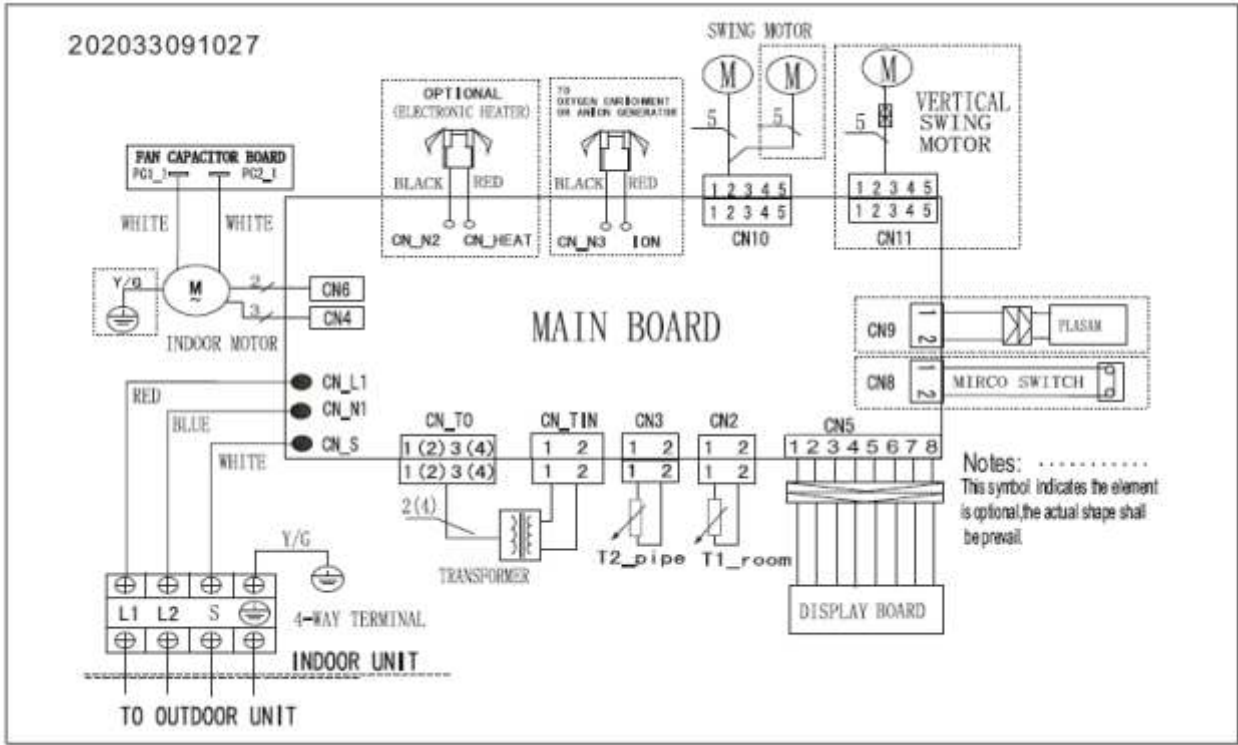 202033091027
SWING MOTOR
M
M
M
5
5
5
VERTICAL
SWING
MOTOR
OPTIONAL
(ELECTRONIC HEATER)
BLACK
RED
CN_N2
CN_HEAT
TO
OXYGEN ENRICHMENT
OR ANION GENERATOR
BLACK
RED
CN_N3
ION
1 2 3 4 5
1 2 3 4 5
CN10
1 2 3 4 5
1 2 3 4 5
CN11
FAN CAPACITOR BOARD
PG1_1
PG2_1
WHITE
WHITE
Y/G
M
~
2
CN6
3
CN4
INDOOR MOTOR
MAIN BOARD
CN9
1
2
PLASAM
CN8
1
2
MIRCO SWITCH
RED
CN_L1
BLUE
CN_N1
WHITE
CN_S
CN_TO
1 (2) 3 (4)
1 (2) 3 (4)
2(4)
TRANSFORMER
CN_TIN
1 2
1 2
CN3
1 2
1 2
T2_pipe
CN2
1 2
1 2
T1_room
CN5
1 2 3 4 5 6 7 8
DISPLAY BOARD
Notes:
This symbol indicates the element
is optional,the actual shape shall
be prevail.
Y/G
L1 L2 S
4-WAY TERMINAL
INDOOR UNIT
TO OUTDOOR UNIT